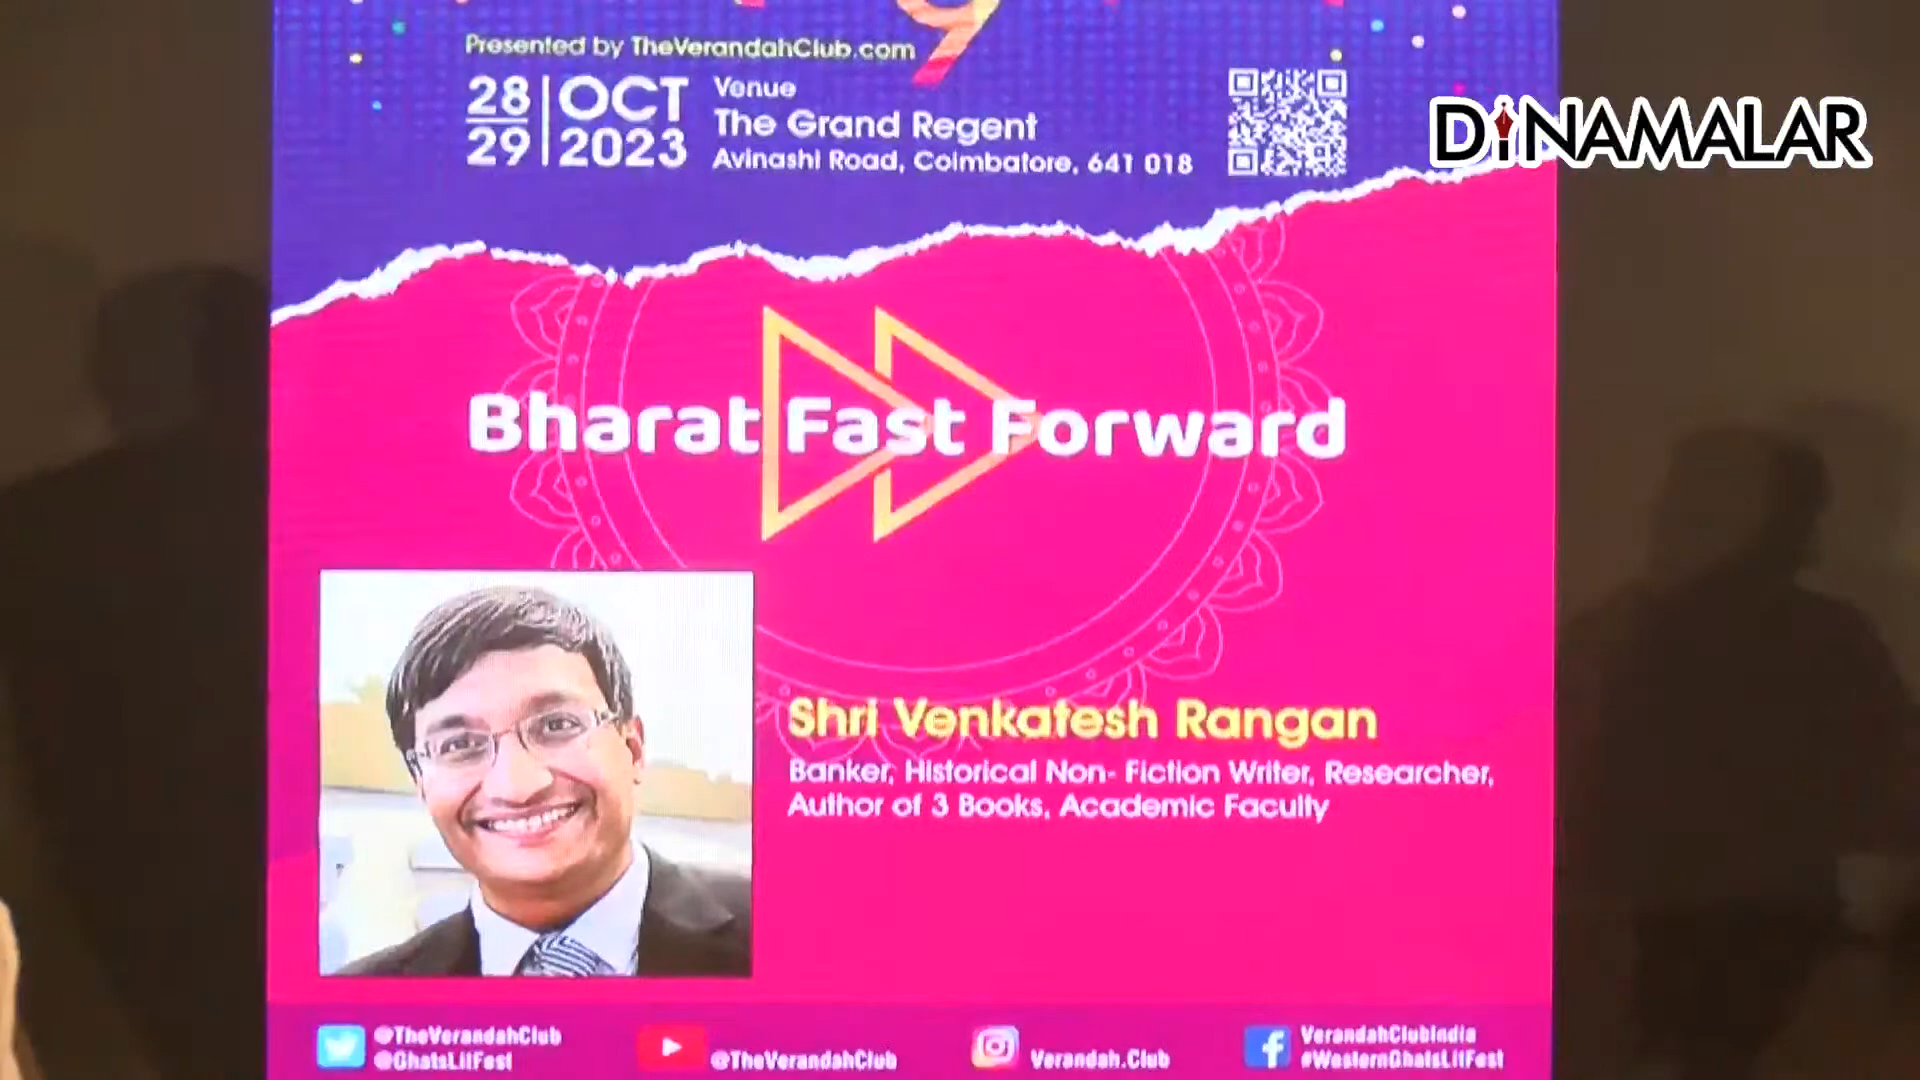 Presented by TheVerandahClub.com
28
29
OCT
2023
Venue
The Grand Regent
Avinashi Road, Coimbatore, 641 018
DINAMALAR
Bharat Fast Forward
Shri Venkatesh Rangan
Banker, Historical Non- Fiction Writer, Researcher,
Author of 3 Books, Academic Faculty
@TheVerandahClub
@GhatsLitFest
@TheVerandahClub
Verandah.Club
VerandahClubIndia
#WesternGhatsLitFest